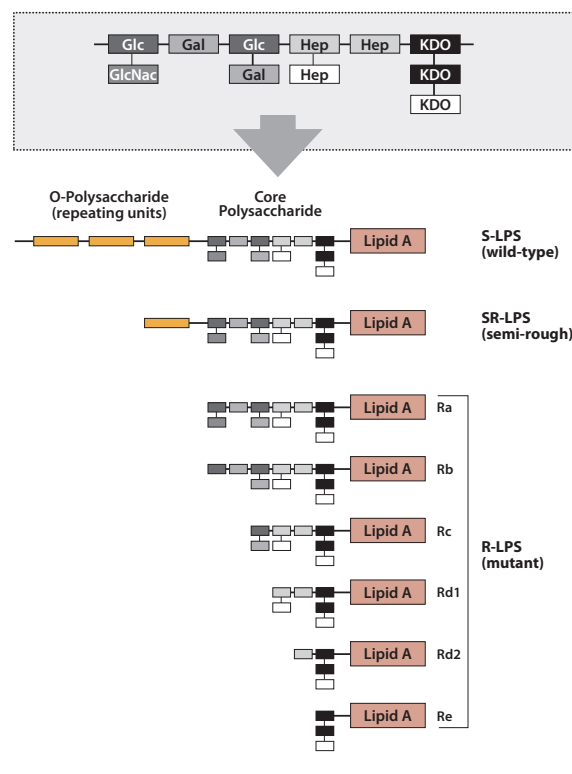 Glc Gal Glc Hep Hep KDO
GlcNac Gal Hep KDO
KDO
O-Polysaccharide
(repeating units)
Core
Polysaccharide
Lipid A
S-LPS
(wild-type)
Lipid A
SR-LPS
(semi-rough)
Lipid A Ra
Lipid A Rb
Lipid A Rc
R-LPS
(mutant)
Lipid A Rd1
Lipid A Rd2
Lipid A Re